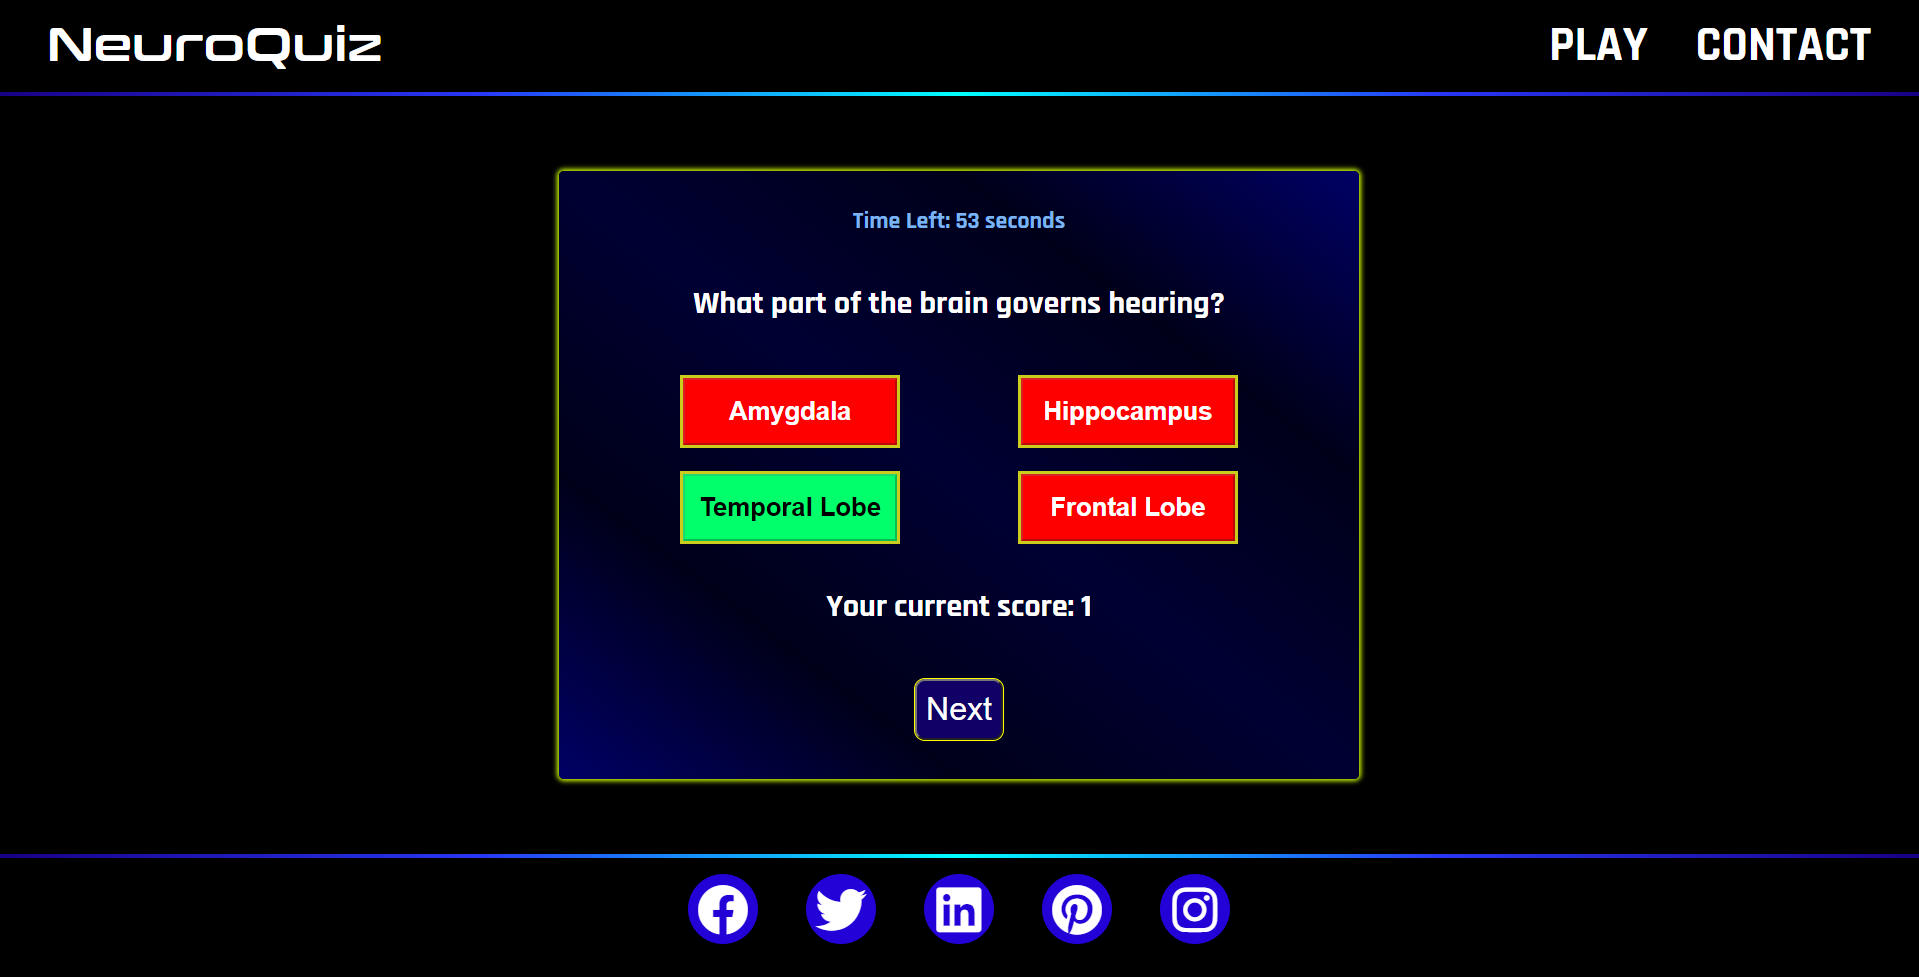 NeuroQuiz
PLAY CONTACT
Time Left: 53 seconds
What part of the brain governs hearing?
Amygdala
Hippocampus
Temporal Lobe
Frontal Lobe
Your current score: 1
Next